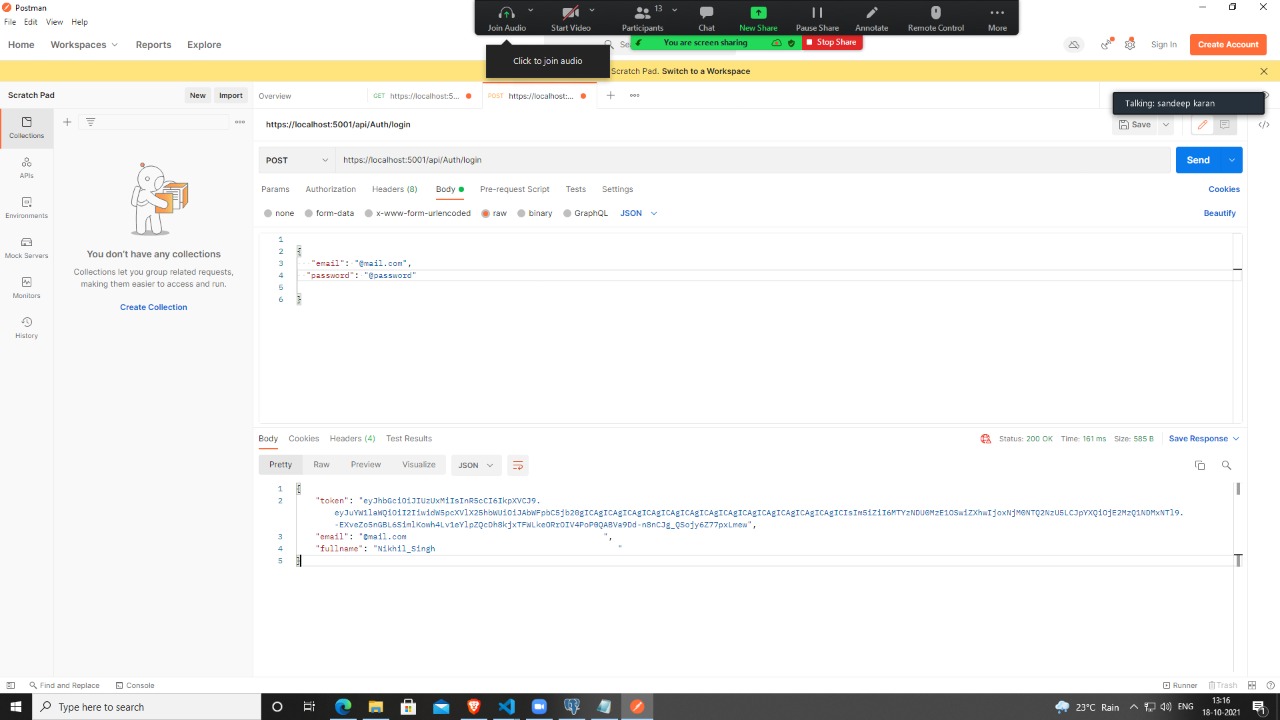 Postman
File Edit View Help
Join Audio Start Video Participants 13 Chat New Share Pause Share Annotate Remote Control More
Home Workspaces Reports Explore
You are screen sharing Stop Share
Sign In Create Account
Click to join audio
Scratch Pad. Switch to a Workspace
Scratch Pad New Import
Overview GET https://localhost:5... POST https://localhost:...
Talking: sandeep karan
Collections
APIs
Environments
Mock Servers
Monitors
History
You don't have any collections
Collections let you group related requests,
making them easier to access and run.
Create Collection
https://localhost:5001/api/Auth/login Save
POST https://localhost:5001/api/Auth/login Send
Params Authorization Headers (8) Body Pre-request Script Tests Settings Cookies
none form-data x-www-form-urlencoded raw binary GraphQL JSON Beautify
1
2 {
3 "email": "@mail.com",
4 "password": "@password"
5
6 }
Body Cookies Headers (4) Test Results Status: 200 OK Time: 161 ms Size: 585 B Save Response
Pretty Raw Preview Visualize JSON
1 {
2 "token":
3 "email": "@mail.com ",
4 "fullname": "Nikhil_Singh "
5 }
Find and Replace Console Runner Trash
Type here to search
23°C Rain ENG 13:16
18-10-2021